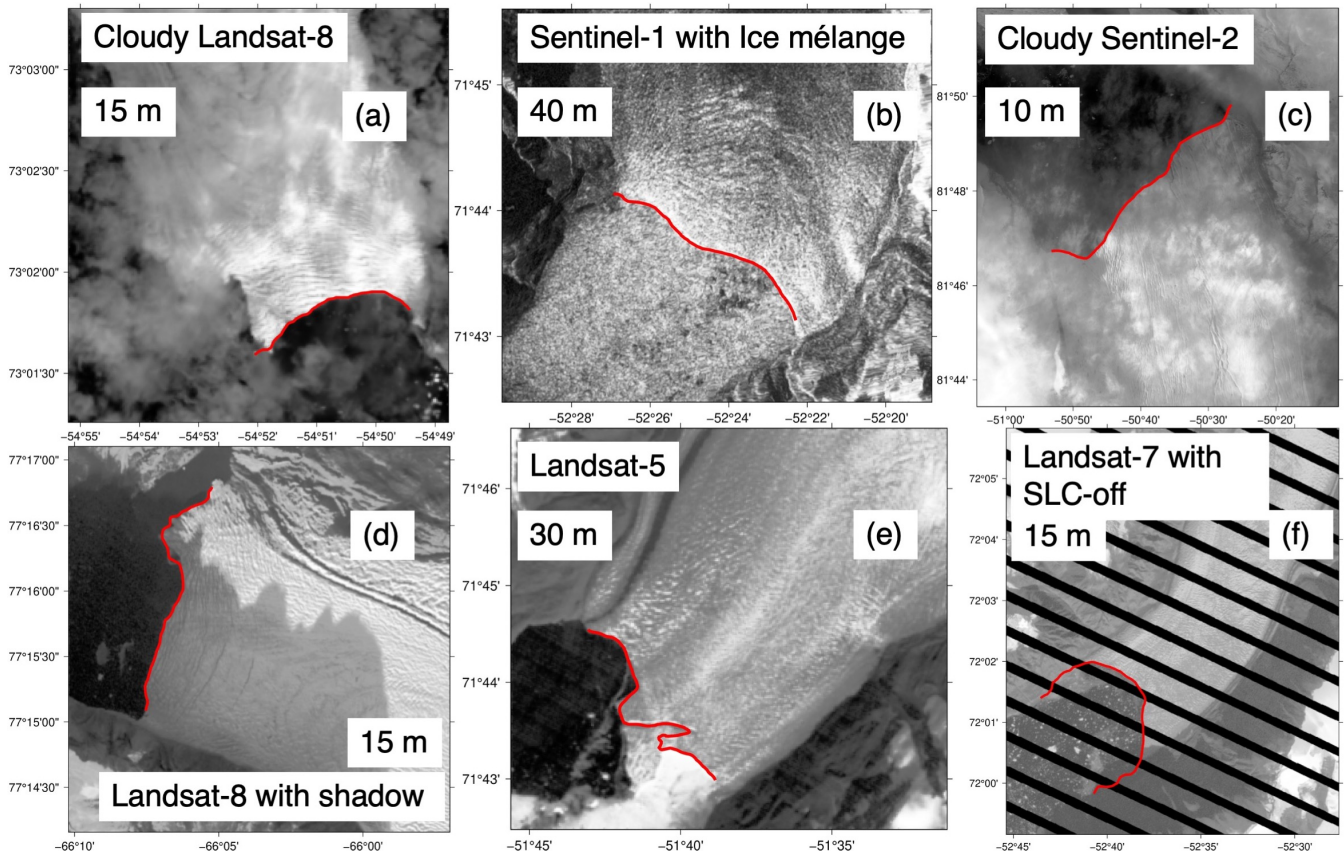 Cloudy Landsat-8
15 m
(a)
73°03'00"
73°02'30"
73°02'00"
73°01'30"
−54°55' −54°54' −54°53' −54°52' −54°51' −54°50' −54°49'
Sentinel-1 with Ice mélange
40 m
(b)
71°45'
71°44'
71°43'
−52°28' −52°26' −52°24' −52°22' −52°20'
Cloudy Sentinel-2
10 m
(c)
81°50'
81°48'
81°46'
81°44'
−51°00' −50°50' −50°40' −50°30' −50°20'
77°17'00"
77°16'30"
(d)
77°16'00"
77°15'30"
77°15'00"
15 m
77°14'30"
Landsat-8 with shadow
−66°10' −66°05' −66°00'
Landsat-5
71°46'
30 m
(e)
71°45'
71°44'
71°43'
−51°45' −51°40' −51°35'
Landsat-7 with
SLC-off
15 m
(f)
72°05'
72°04'
72°03'
72°02'
72°01'
72°00'
−52°45' −52°40' −52°35' −52°30'